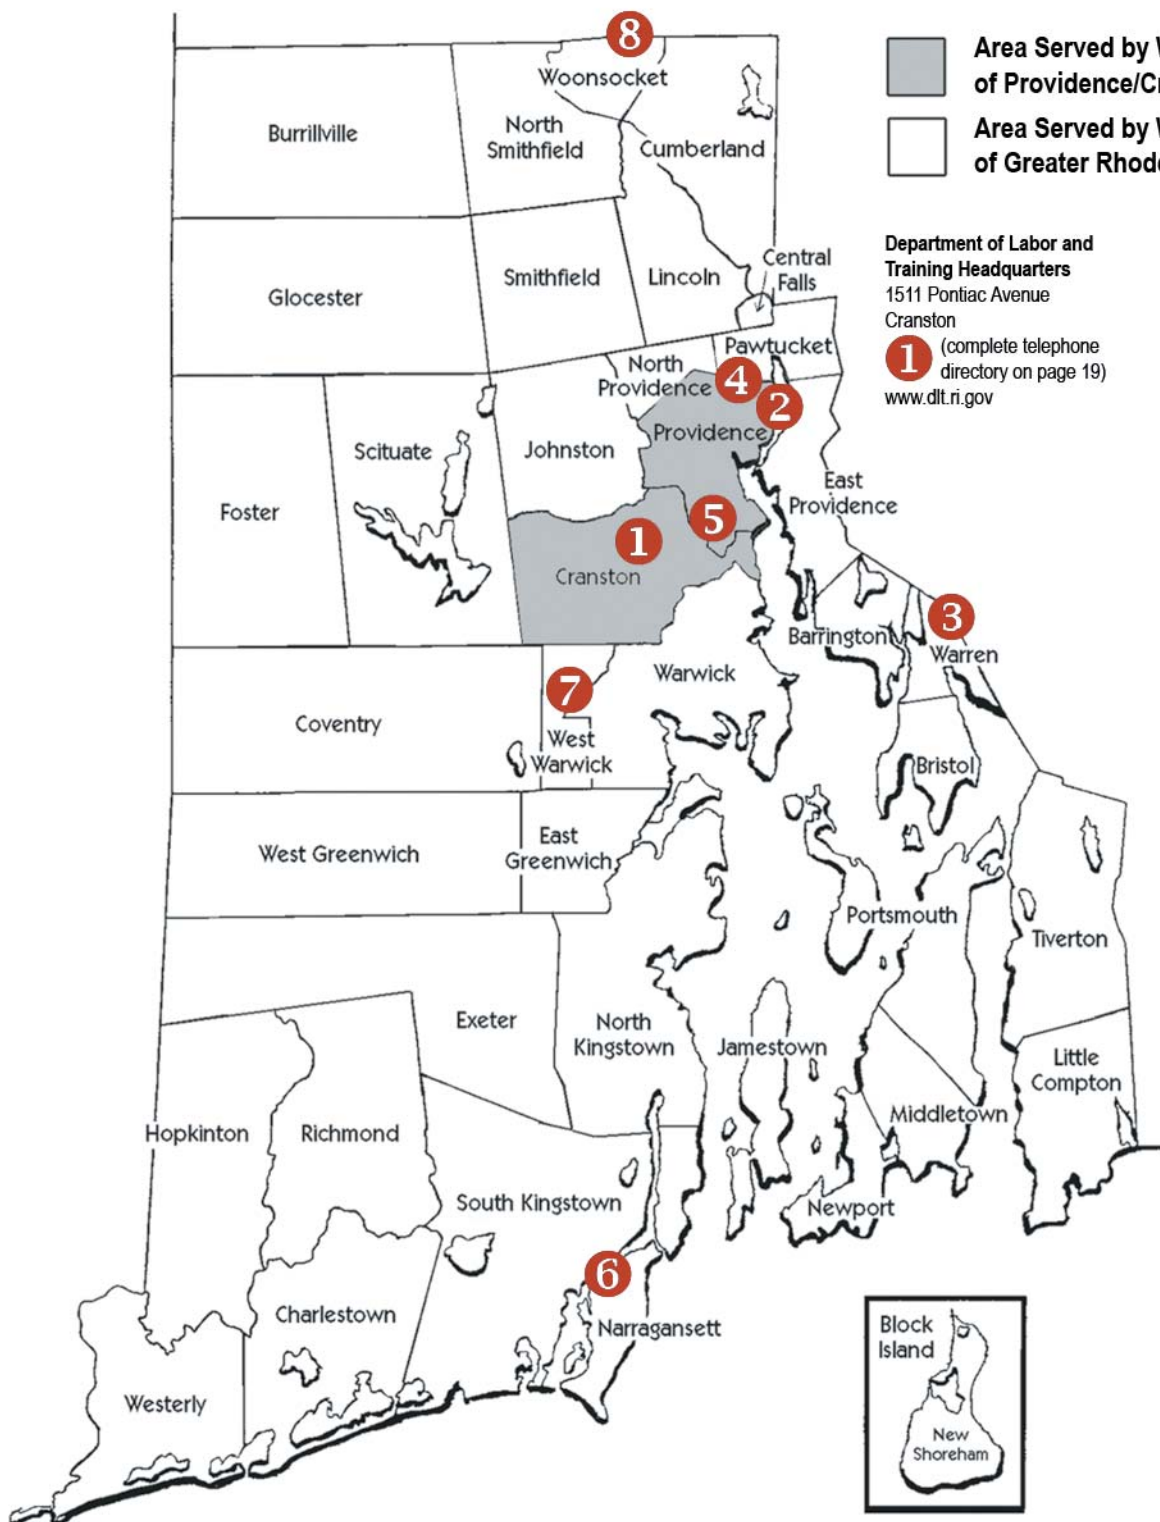 8
Woonsocket
Burrillville
North
Smithfield
Cumberland
Area Served by
of Providence/
Area Served by
of Greater
Department of Labor and
Training Headquarters
1511 Pontiac Avenue
Cranston
1 (complete telephone
directory on page 19)
www.dlt.ri.gov
Glocester
Smithfield
Lincoln
Central
Falls
Pawtucket
North
Providence
4
2
Providence
Scituate
Johnston
Foster
East
Providence
5
1
Cranston
3
Barrington
Warren
Warwick
7
Coventry
West
Warwick
Bristol
West Greenwich
East
Greenwich
Portsmouth
Tiverton
Exeter
North
Kingstown
Jamestown
Little
Compton
Hopkinton
Richmond
Middletown
South Kingstown
Newport
6
Charlestown
Narragansett
Westerly
Block
Island
New
Shoreham